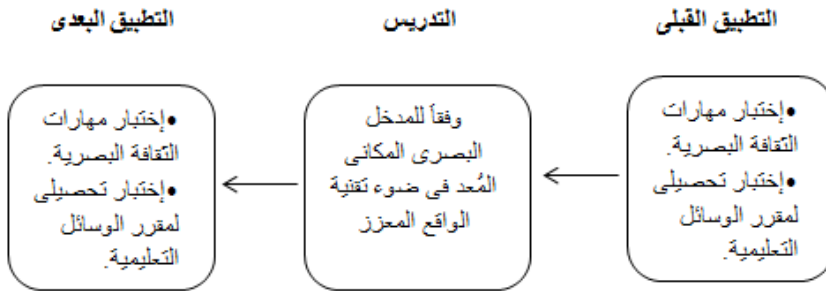 التطبيق القبلى
التدريس
التطبيق البعدى
•إختبار مهارات
الثقافة البصرية.
•إختبار تحصيلى
لمقرر الوسائل
التعليمية.
وفقاً للمدخل
البصرى المكانى
المُعد فى ضوء تقنية
الواقع المعزز
•إختبار مهارات
الثقافة البصرية.
•إختبار تحصيلى
لمقرر الوسائل
التعليمية.